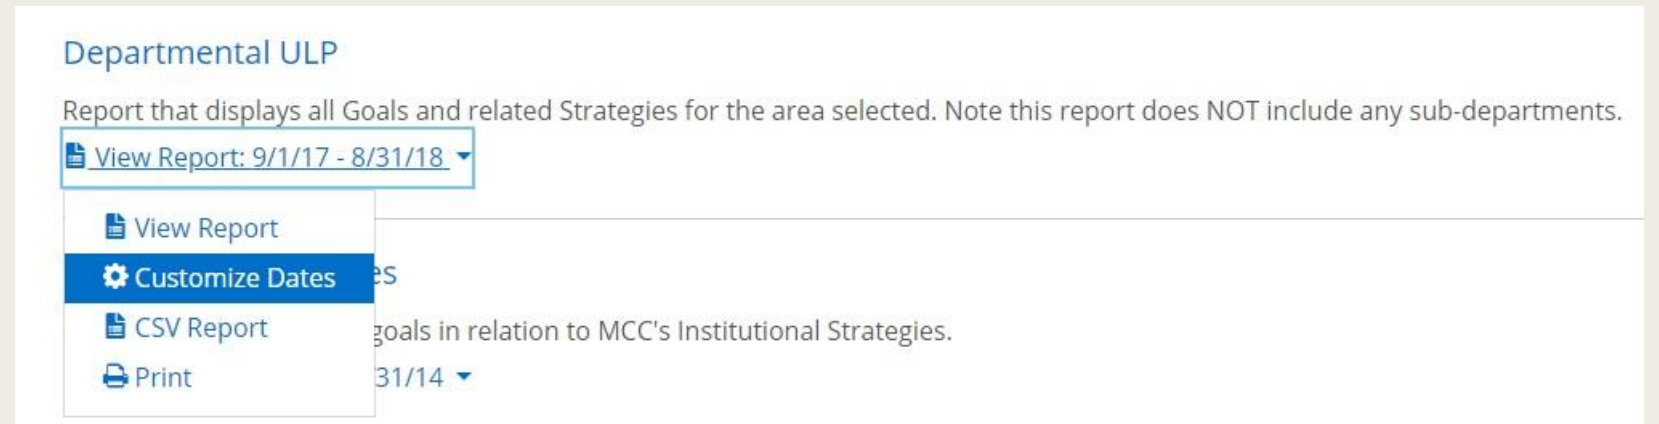 Departmental ULP
Report that displays all Goals and related Strategies for the area selected. Note this report does NOT include any sub-departments.
View Report: 9/1/17 - 8/31/18
View Report
Customize Dates
CSV Report
goals in relation to MCC's Institutional Strategies.
Print
31/14